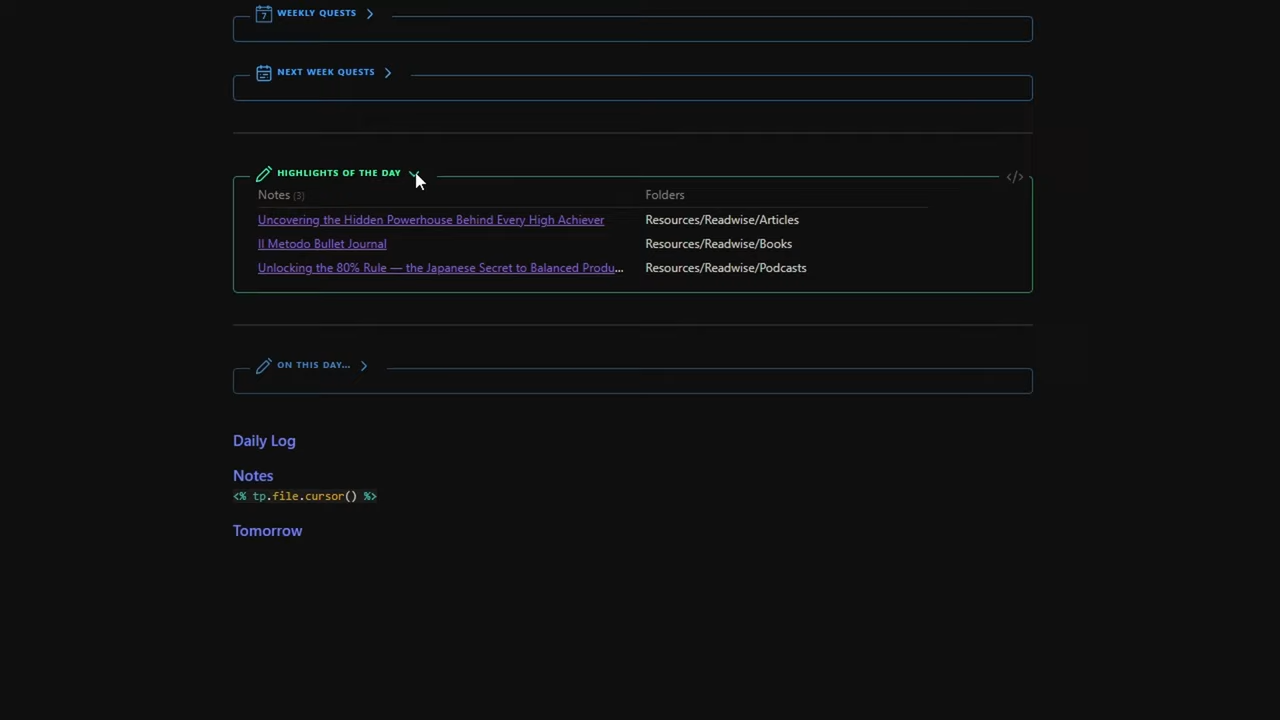 7 WEEKLY QUESTS
NEXT WEEK QUESTS
HIGHLIGHTS OF THE DAY
</>
Notes (3) Folders
Uncovering the Hidden Powerhouse Behind Every High Achiever Resources/Readwise/Articles
Il Metodo Bullet Journal Resources/Readwise/Books
Unlocking the 80% Rule — the Japanese Secret to Balanced Produ... Resources/Readwise/Podcasts
ON THIS DAY...
Daily Log
Notes
<% tp.file.cursor() %>
Tomorrow